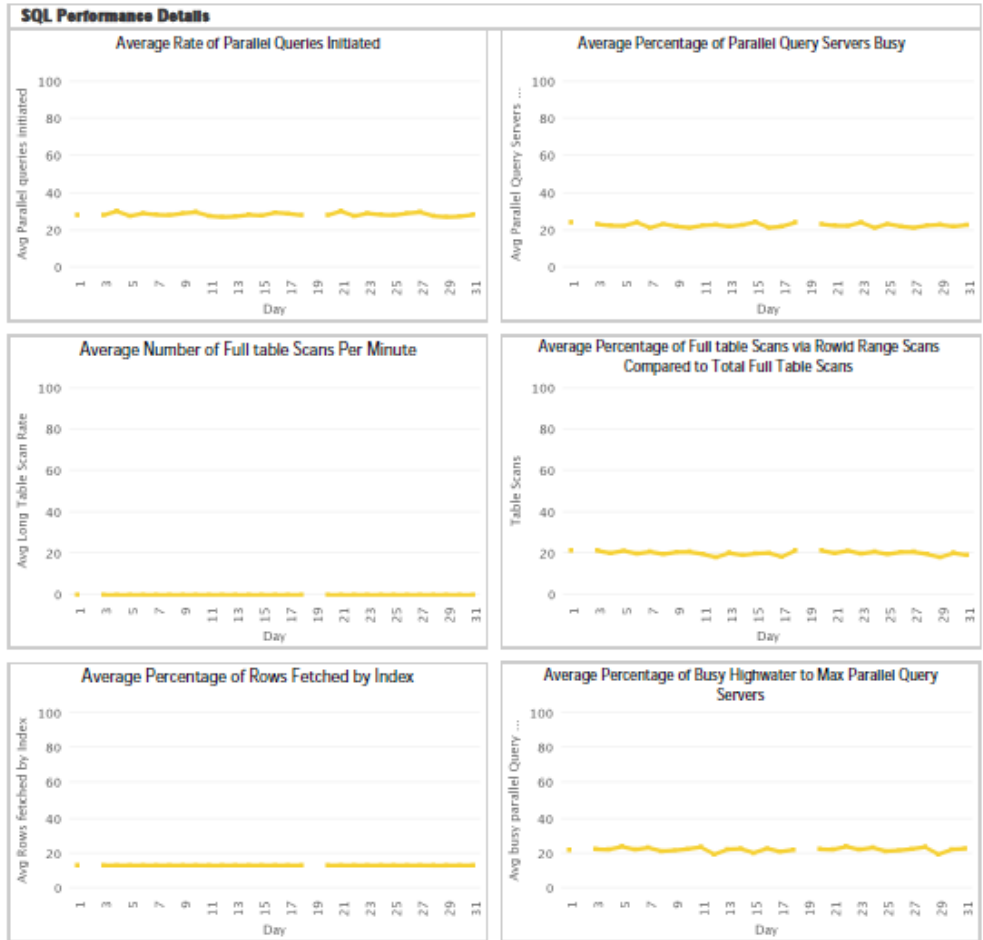 SQL Performance Details
Average Rate of Parallel Queries Initiated
Avg Parallel queries initiated
100
80
60
40
20
0
1 3 5 7 9 11 13 15 17 19 21 23 25 27 29 31
Day
Average Percentage of Parallel Query Servers Busy
Avg Parallel Query Servers ...
100
80
60
40
20
0
1 3 5 7 9 11 13 15 17 19 21 23 25 27 29 31
Day
Average Number of Full table Scans Per Minute
Avg Long Table Scan Rate
100
80
60
40
20
0
1 3 5 7 9 11 13 15 17 19 21 23 25 27 29 31
Day
Average Percentage of Full table Scans via Rowid Range Scans
Compared to Total Full Table Scans
Table Scans
100
80
60
40
20
0
1 3 5 7 9 11 13 15 17 19 21 23 25 27 29 31
Day
Average Percentage of Rows Fetched by Index
Avg Rows fetched by Index
100
80
60
40
20
0
1 3 5 7 9 11 13 15 17 19 21 23 25 27 29 31
Day
Average Percentage of Busy Highwater to Max Parallel Query
Servers
Avg busy parallel Query ...
100
80
60
40
20
0
1 3 5 7 9 11 13 15 17 19 21 23 25 27 29 31
Day